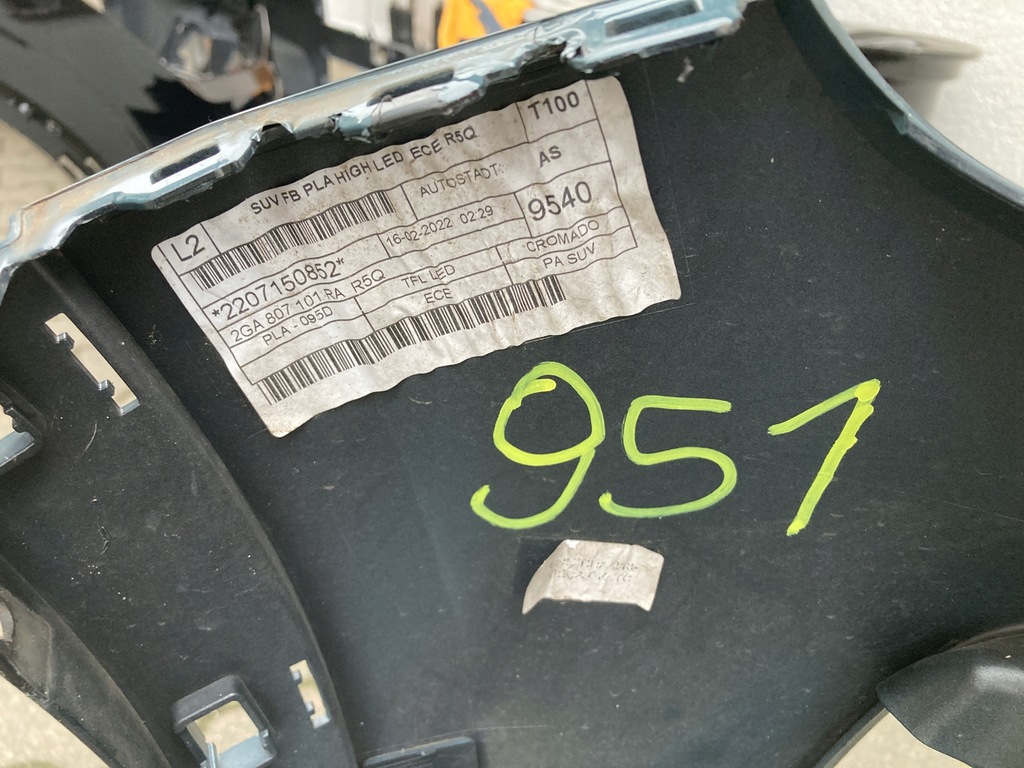 L2
SUV FB PLA HIGH LED ECE R5Q
T100
AUTOSTADT:
AS
*2207150852*
16-02-2022 02:29
9540
2GA 807 101 RA R5Q
TFL LED
CROMADO
PLA - 095D
ECE
PA SUV
951